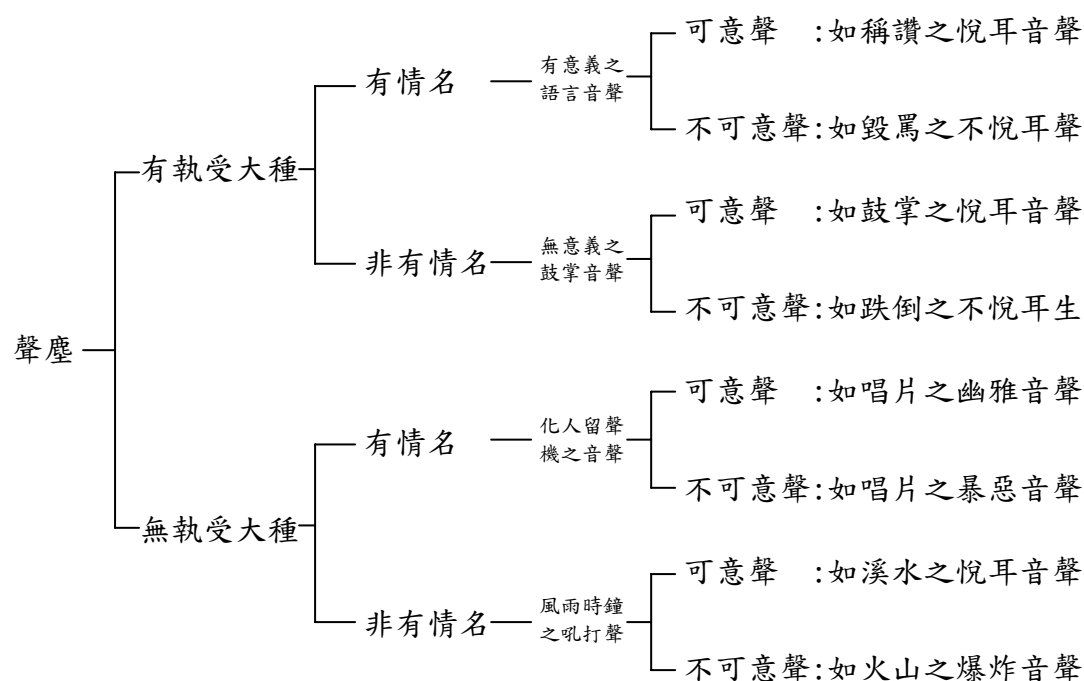 可意聲 :如稱讚之悅耳音聲
有情名
有意義之
語言音聲
不可意聲:如毀罵之不悅耳聲
有執受大種
可意聲 :如鼓掌之悅耳音聲
非有情名
無意義之
鼓掌音聲
不可意聲:如跌倒之不悅耳生
聲塵
可意聲 :如唱片之幽雅音聲
有情名
化人留聲
機之音聲
不可意聲:如唱片之暴惡音聲
無執受大種
可意聲 :如溪水之悅耳音聲
非有情名
風雨時鐘
之吼打聲
不可意聲:如火山之爆炸音聲